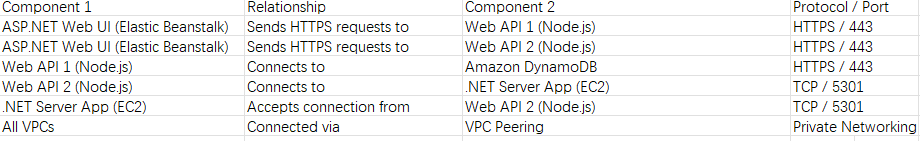 Component 1 Relationship Component 2 Protocol / Port
ASP.NET Web UI (Elastic Beanstalk) Sends HTTPS requests to Web API 1 (Node.js) HTTPS / 443
ASP.NET Web UI (Elastic Beanstalk) Sends HTTPS requests to Web API 2 (Node.js) HTTPS / 443
Web API 1 (Node.js) Connects to Amazon DynamoDB HTTPS / 443
Web API 2 (Node.js) Connects to .NET Server App (EC2) TCP / 5301
.NET Server App (EC2) Accepts connection from Web API 2 (Node.js) TCP / 5301
All VPCs Connected via VPC Peering Private Networking